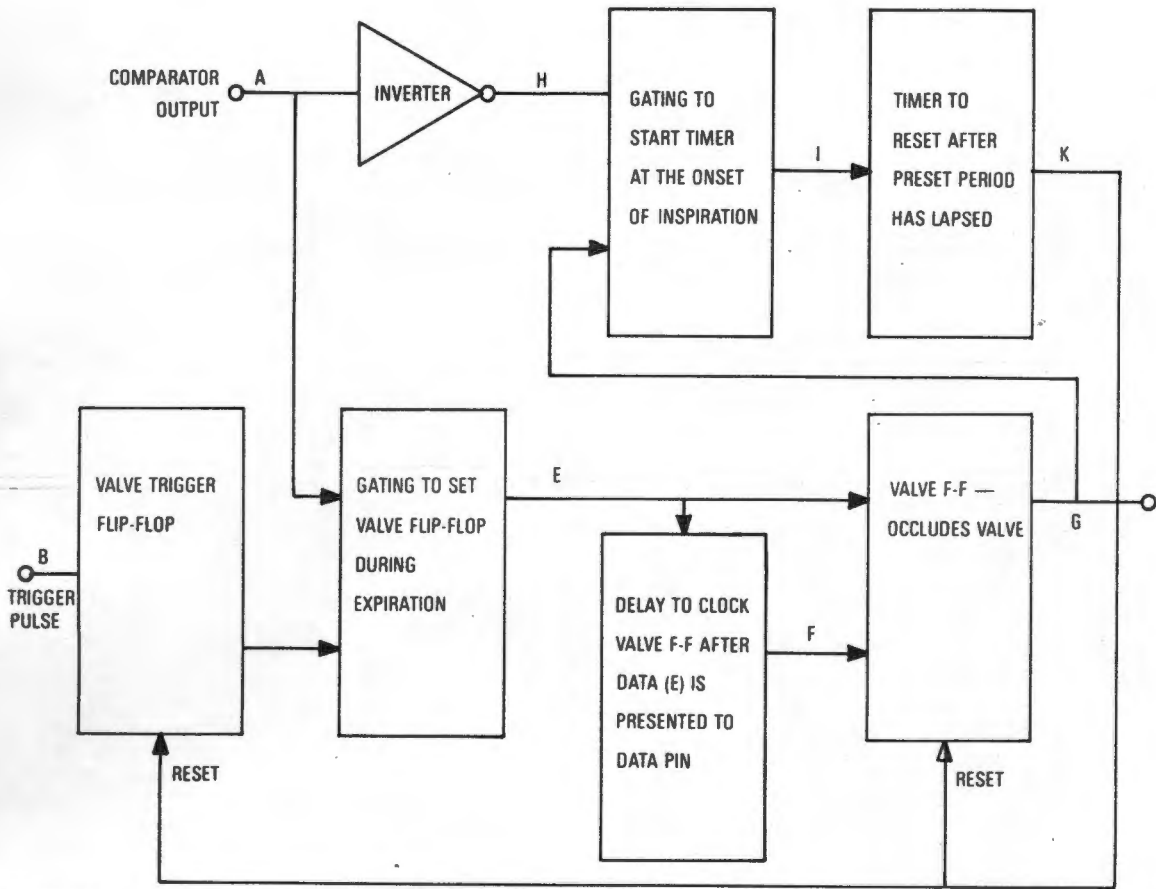 COMPARATOR
OUTPUT
A
INVERTER
H
GATING TO
START TIMER
AT THE ONSET
OF INSPIRATION
I
TIMER TO
RESET AFTER
PRESET PERIOD
HAS LAPSED
K
B
TRIGGER
PULSE
VALVE TRIGGER
FLIP-FLOP
RESET
GATING TO SET
VALVE FLIP-FLOP
DURING
EXPIRATION
E
DELAY TO CLOCK
VALVE F-F AFTER
DATA (E) IS
PRESENTED TO
DATA PIN
F
VALVE F-F —
OCCLUDES VALVE
G
RESET